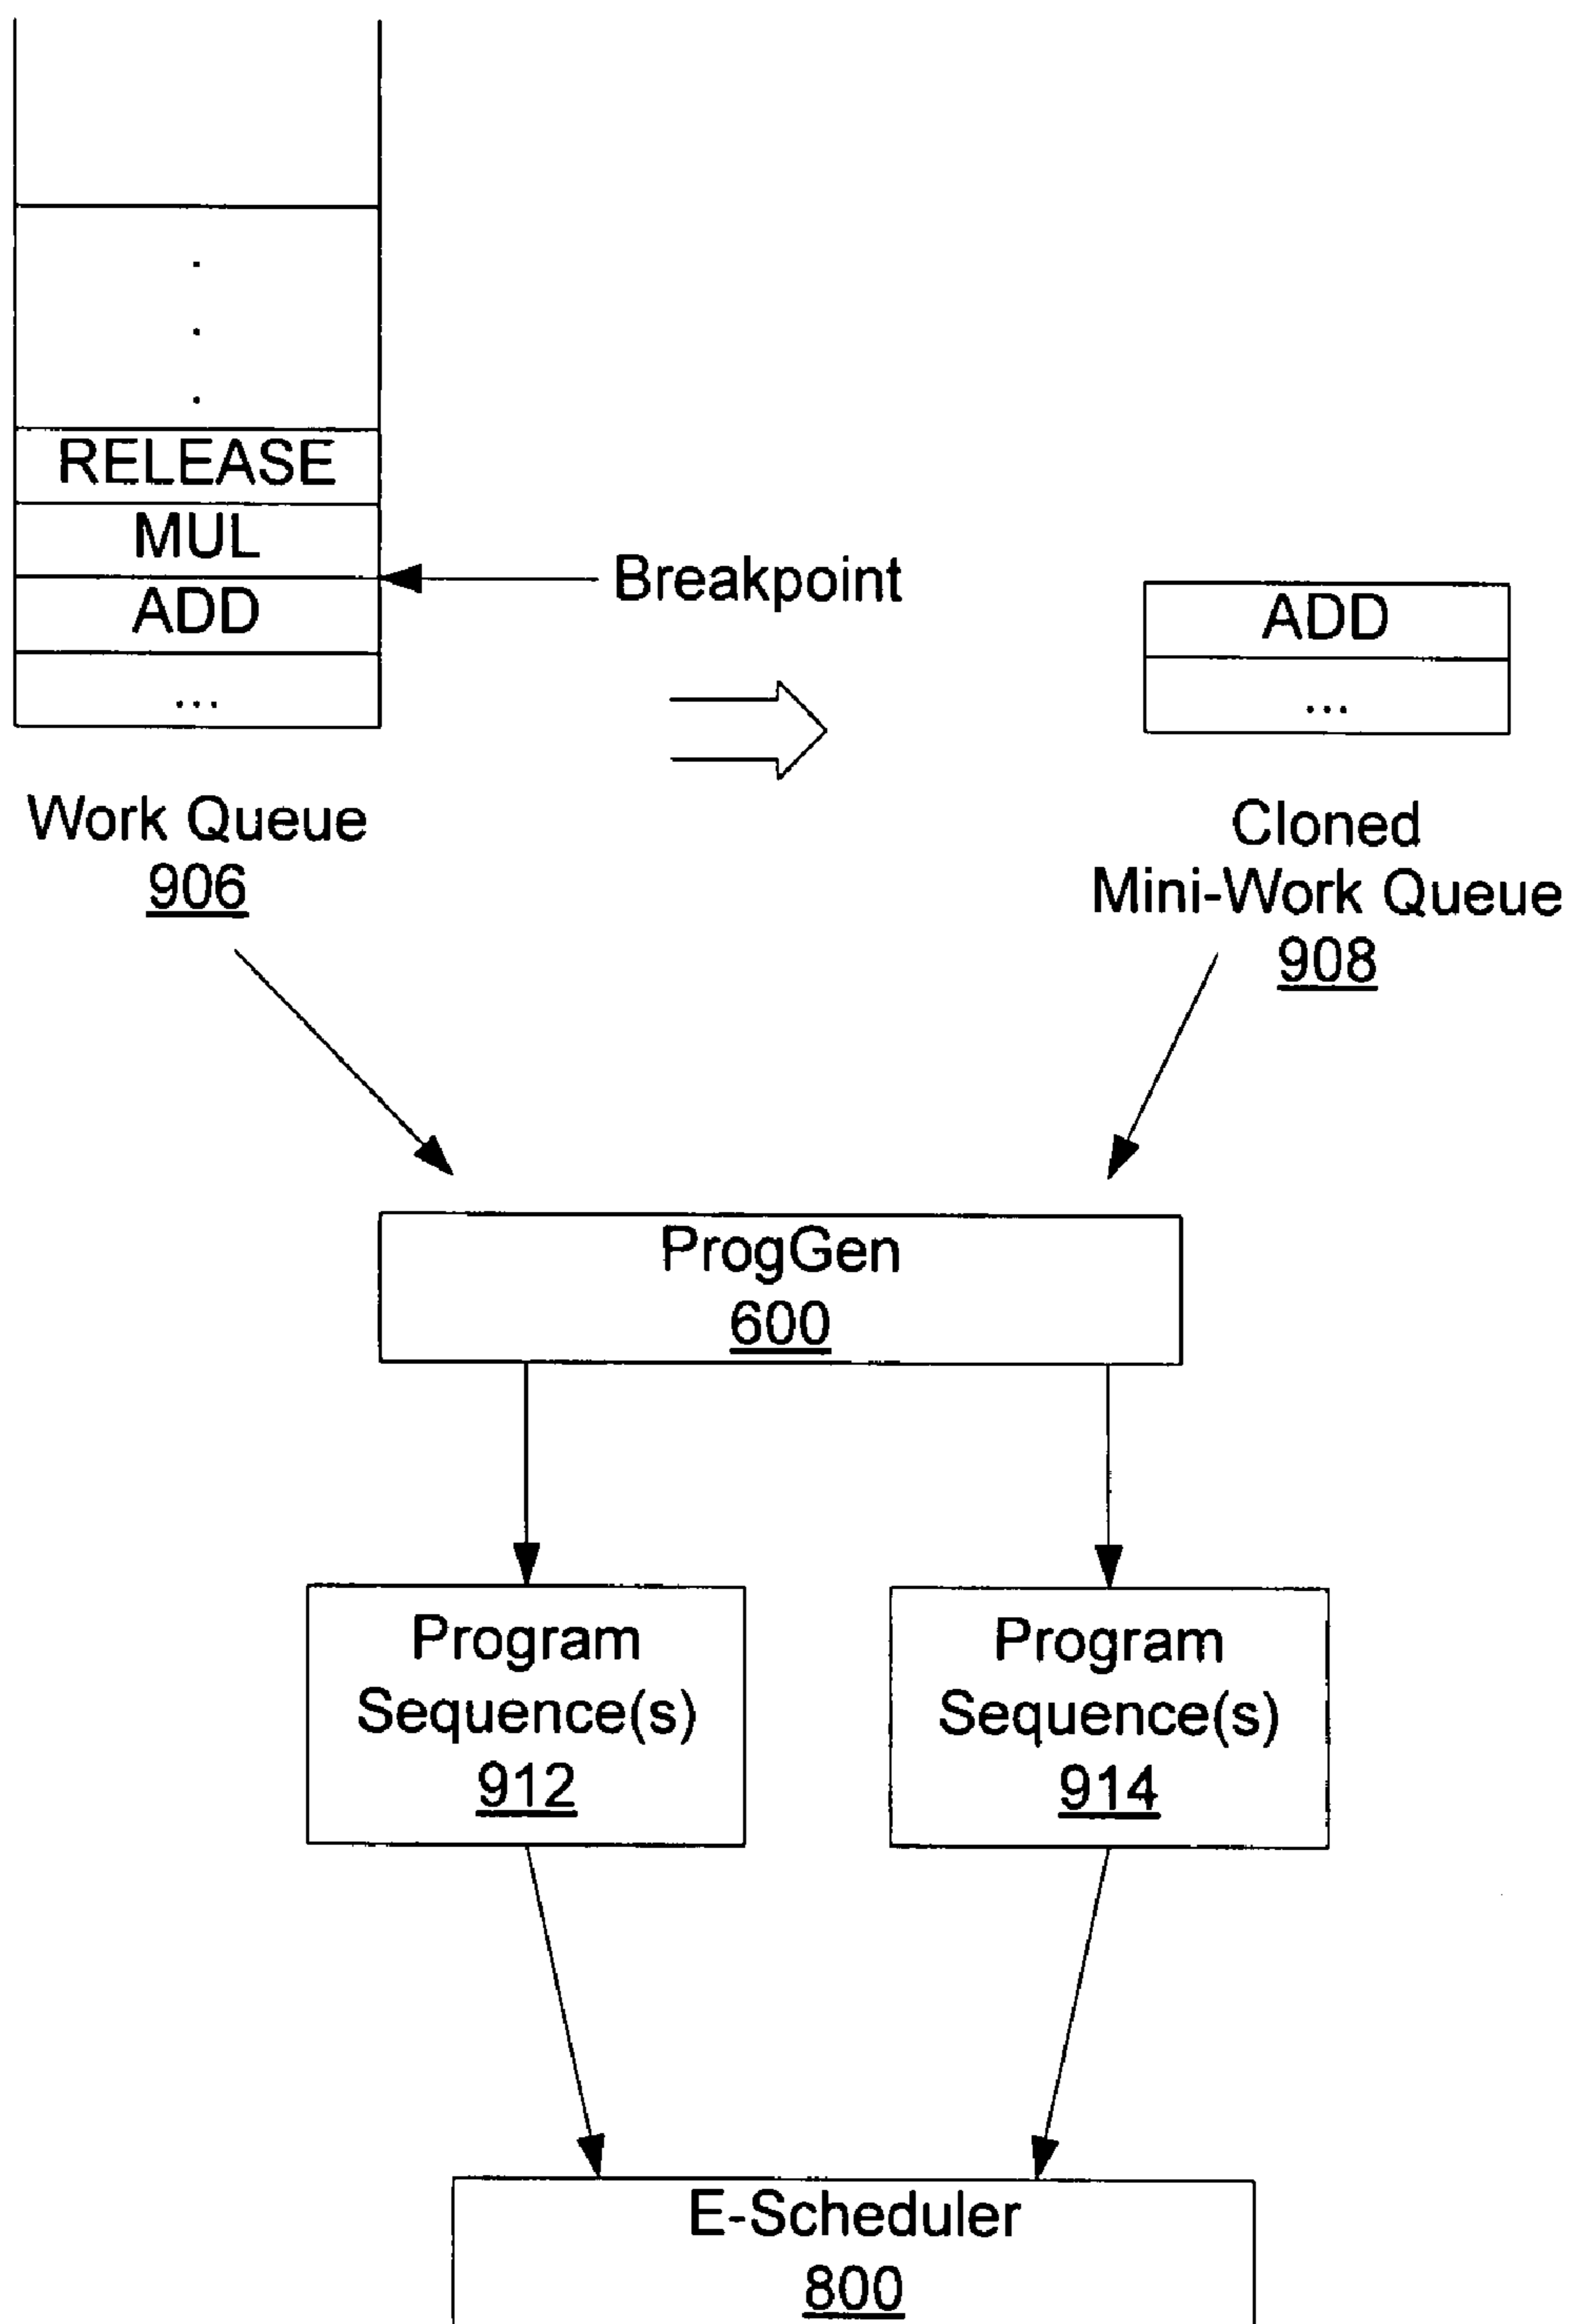 .
.
.
RELEASE
MUL
ADD
...
Breakpoint
ADD
...
Work Queue
906
Cloned
Mini-Work Queue
908
ProgGen
600
Program
Sequence(s)
912
Program
Sequence(s)
914
E-Scheduler
800